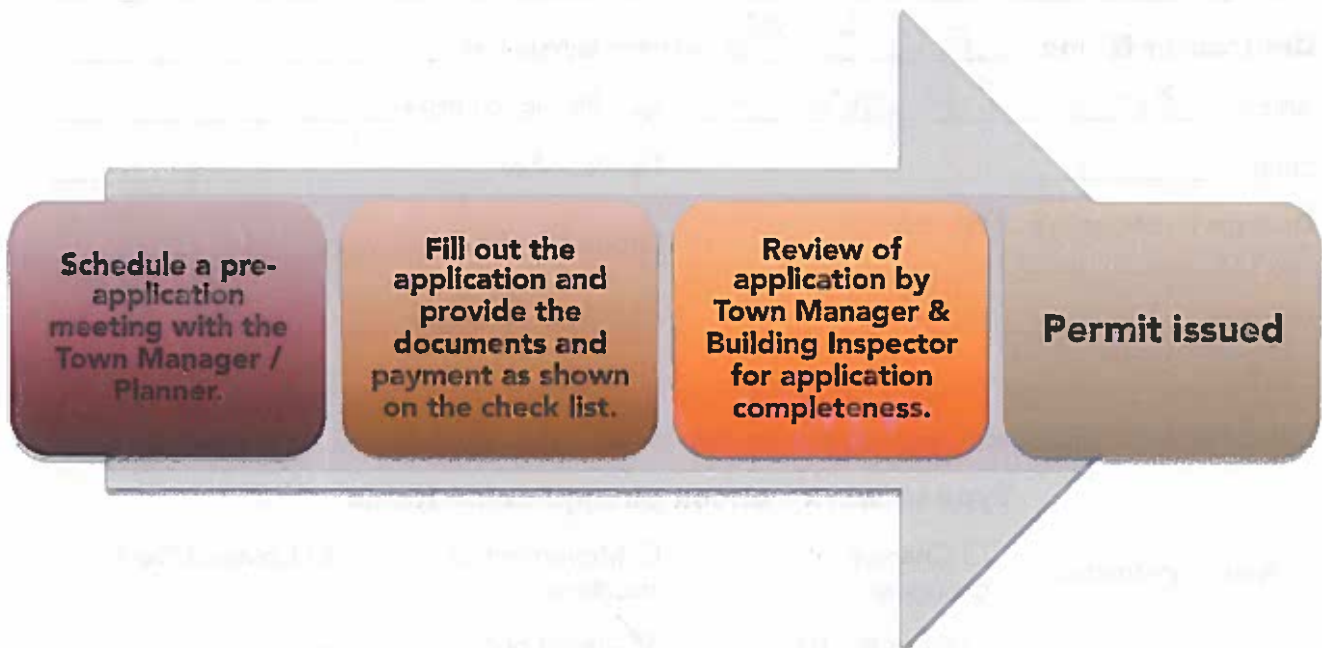 Schedule a pre-
application
meeting with the
Town Manager /
Planner.
Fill out the
application and
provide the
documents and
payment as shown
on the check list.
Review of
application by
Town Manager &
Building Inspector
for application
completeness.
Permit issued